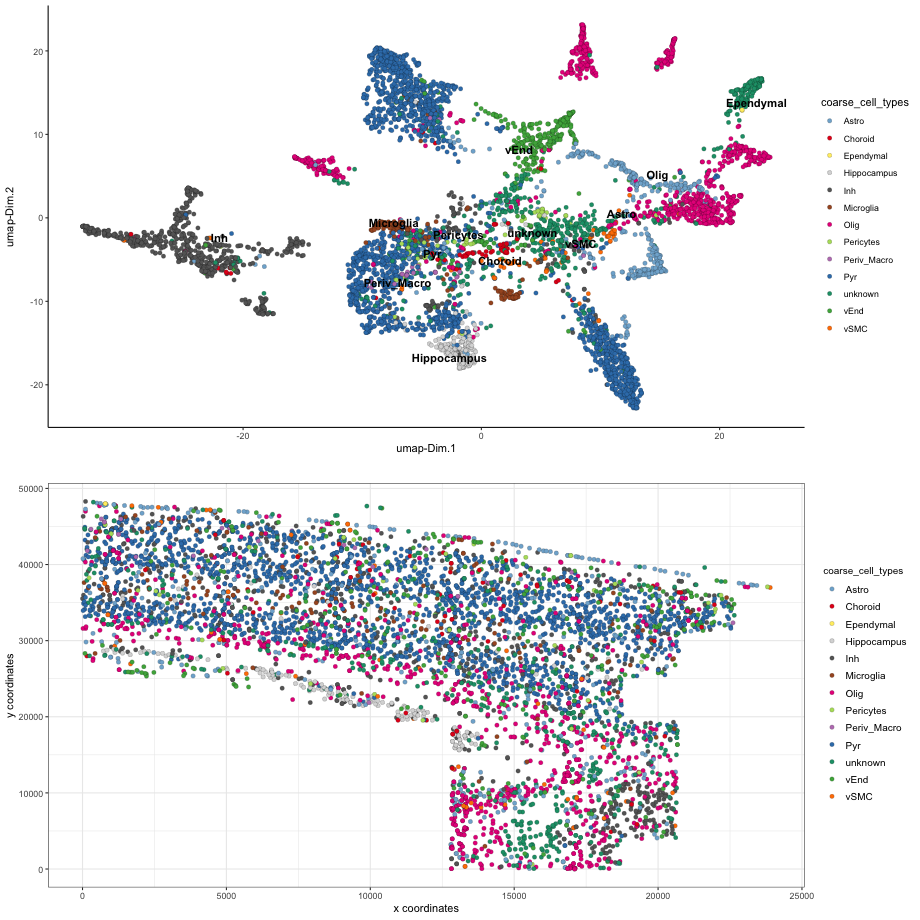 20
10
0
-10
-20
umap-Dim.2
-20
0
20
umap-Dim.1
Ependymal
vEnd
Olig
Astro
Inh
Microglia
Pericytes
unknown
vSMC
Pyr
Choroid
Periv_Macro
Hippocampus
coarse_cell_types
Astro
Choroid
Ependymal
Hippocampus
Inh
Microglia
Olig
Pericytes
Periv_Macro
Pyr
unknown
vEnd
vSMC
50000
40000
30000
20000
10000
0
y coordinates
0
5000
10000
15000
20000
25000
x coordinates
coarse_cell_types
Astro
Choroid
Ependymal
Hippocampus
Inh
Microglia
Olig
Pericytes
Periv_Macro
Pyr
unknown
vEnd
vSMC